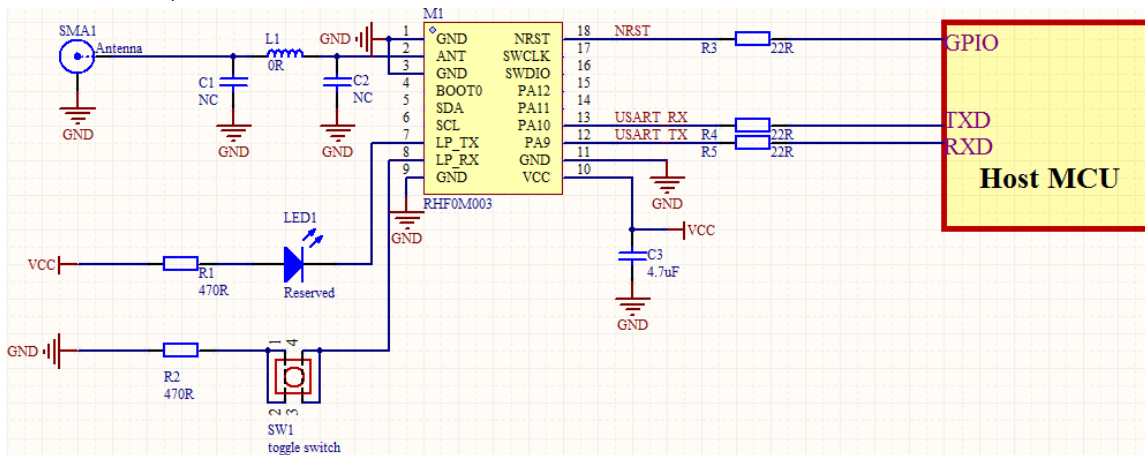 SMA1
Antenna
GND
L1
0R
C1
NC
GND
C2
NC
GND
GND
M1
1 GND NRST 18
2 ANT SWCLK 17
3 GND SWDIO 16
4 BOOT0 PA12 15
5 SDA PA11 14
6 SCL PA10 13
7 LP_TX PA9 12
8 LP_RX GND 11
9 GND VCC 10
RHF0M003
GND
NRST
R3
22R
USART_RX
R4
22R
USART_TX
R5
22R
GND
VCC
C3
4.7uF
GND
GPIO
TXD
RXD
Host MCU
VCC
R1
470R
LED1
Reserved
GND
R2
470R
1 4
2 3
SW1
toggle switch